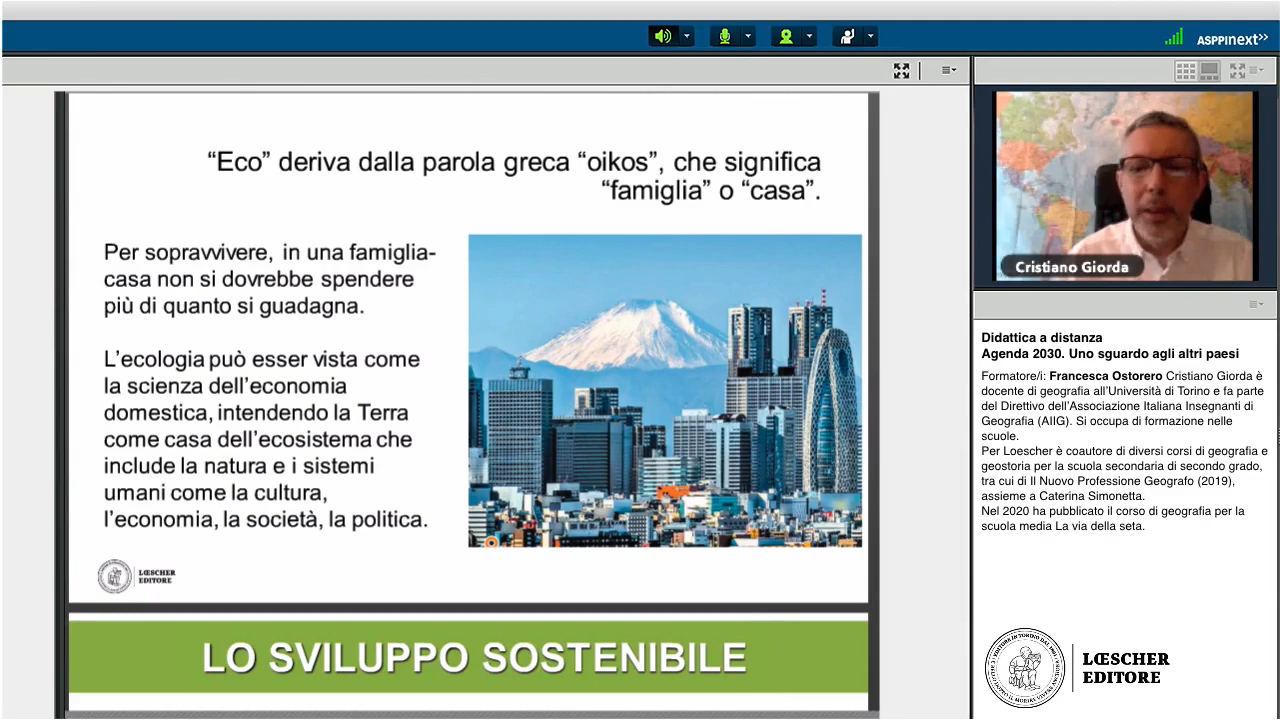 ASPPInext>>
“Eco” deriva dalla parola greca “oikos”, che significa
“famiglia” o “casa”.
Per sopravvivere, in una famiglia-
casa non si dovrebbe spendere
più di quanto si guadagna.
L’ecologia può esser vista come
la scienza dell’economia
domestica, intendendo la Terra
come casa dell’ecosistema che
include la natura e i sistemi
umani come la cultura,
l’economia, la società, la politica.
LŒSCHER
EDITORE
LO SVILUPPO SOSTENIBILE
Cristiano Giorda
Didattica a distanza
Agenda 2030. Uno sguardo agli altri paesi
Formatore/i: Francesca Ostorero Cristiano Giorda è
docente di geografia all’Università di Torino e fa parte
del Direttivo dell’Associazione Italiana Insegnanti di
Geografia (AIIG). Si occupa di formazione nelle
scuole.
Per Loescher è coautore di diversi corsi di geografia e
geostoria per la scuola secondaria di secondo grado,
tra cui di Il Nuovo Professione Geografo (2019),
assieme a Caterina Simonetta.
Nel 2020 ha pubblicato il corso di geografia per la
scuola media La via della seta.
LŒSCHER
EDITORE